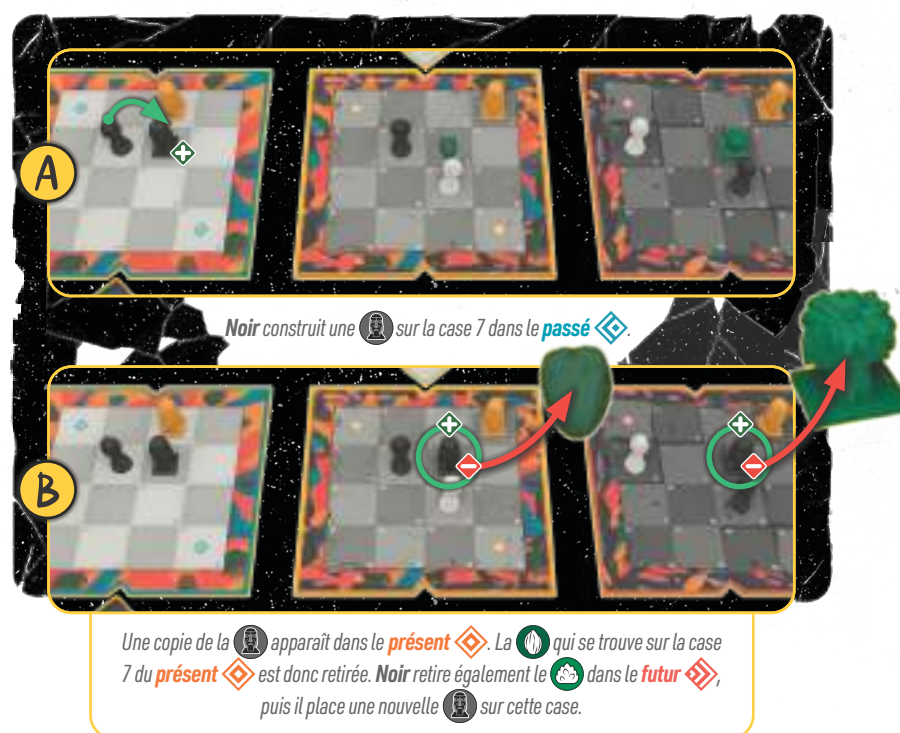 A
Noir construit une sur la case 7 dans le passé .
B
Une copie de la apparaît dans le présent . La qui se trouve sur la case
7 du présent est donc retirée. Noir retire également le dans le futur ,
puis il place une nouvelle sur cette case.